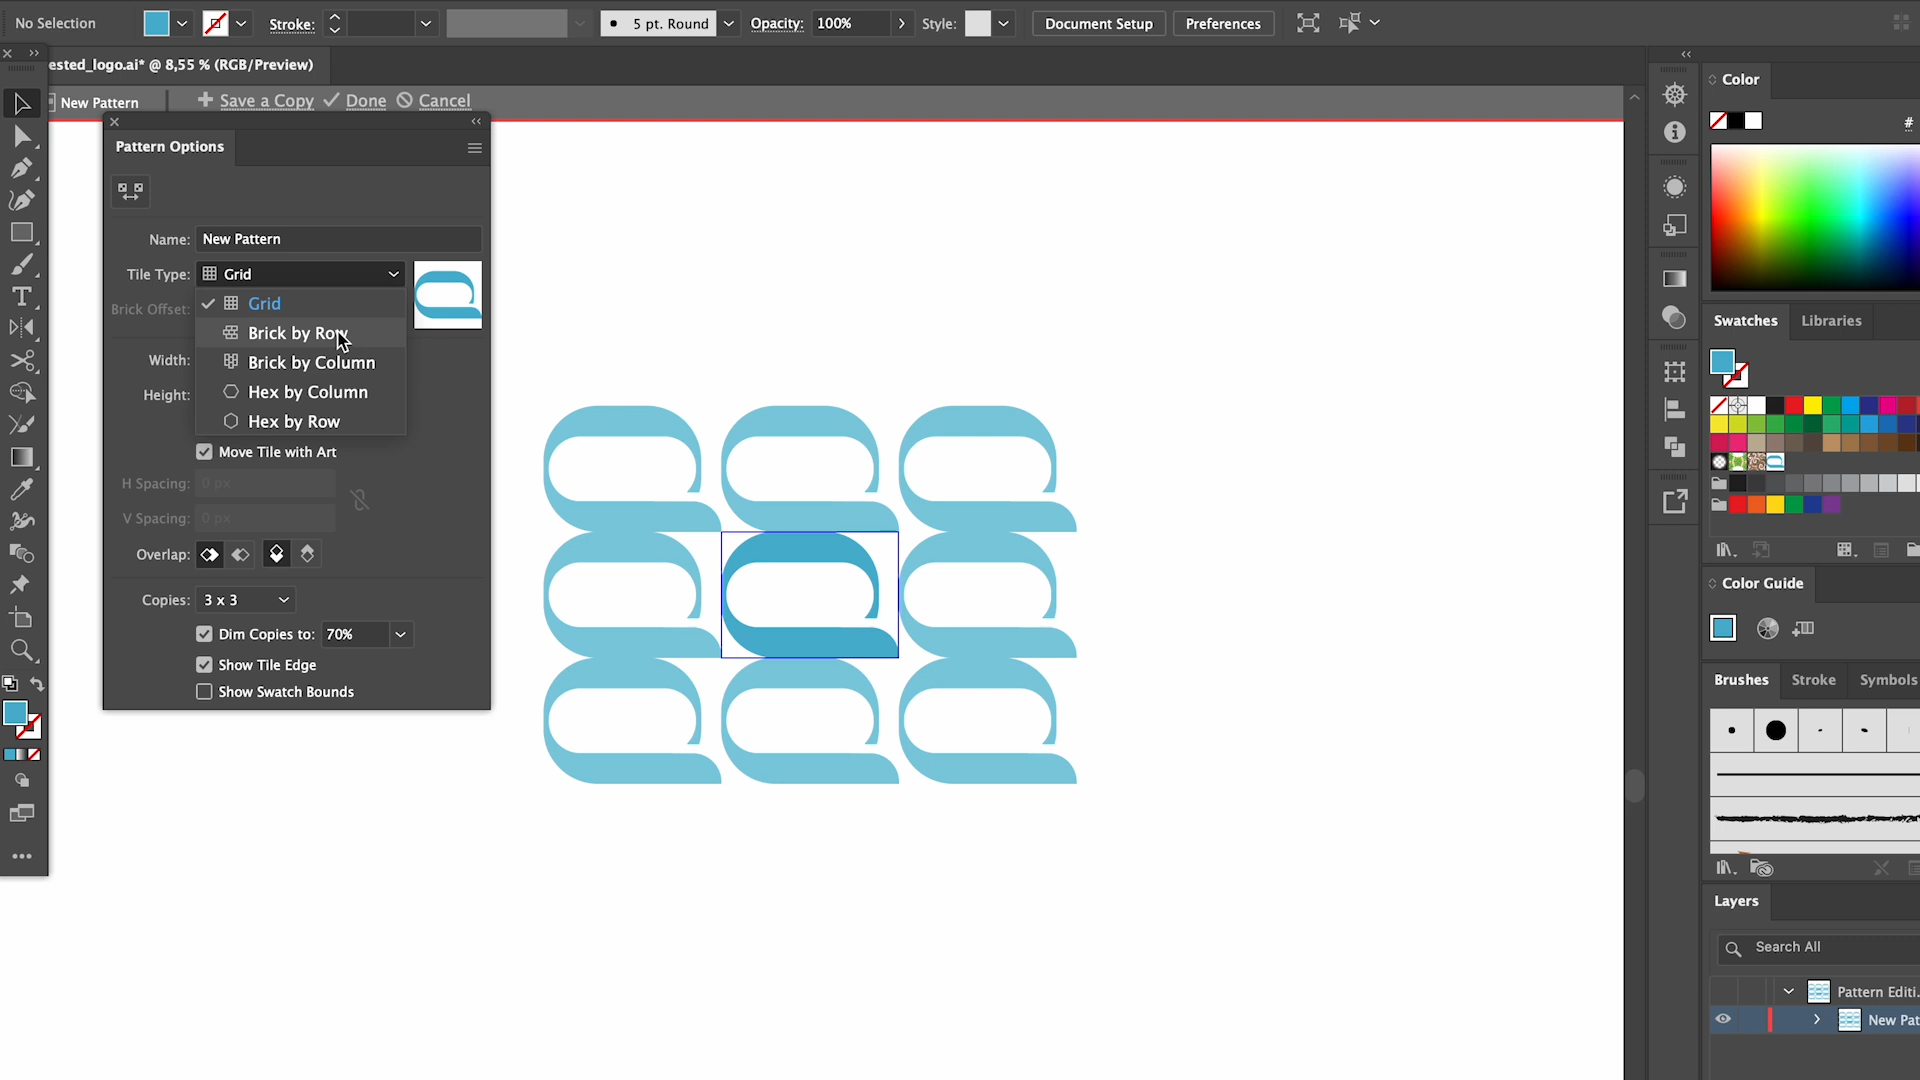 No Selection
Stroke:
5 pt. Round
Opacity: 100%
Style:
Document Setup
Preferences
ested_logo.ai* @ 8,55 % (RGB/Preview)
New Pattern
Save a Copy
Done
Cancel
Pattern Options
Name: New Pattern
Tile Type: Grid
Brick Offset:
Grid
Brick by Row
Brick by Column
Hex by Column
Hex by Row
Width:
Height:
Move Tile with Art
H Spacing: 0 px
V Spacing: 0 px
Overlap:
Copies: 3 x 3
Dim Copies to: 70%
Show Tile Edge
Show Swatch Bounds
Color
#
Swatches
Libraries
Color Guide
Brushes
Stroke
Symbols
Layers
Search All
Pattern Editi...
New Pat